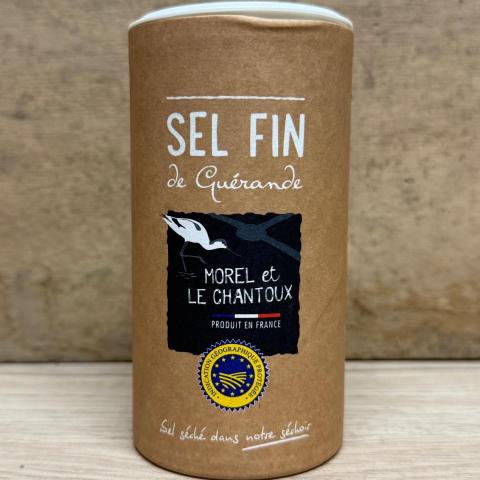 SEL FIN
de Guérande
MOREL et
LE CHANTOUX
PRODUIT EN FRANCE
INDICATION GÉOGRAPHIQUE PROTÉGÉE
Sel séché dans notre séchoir